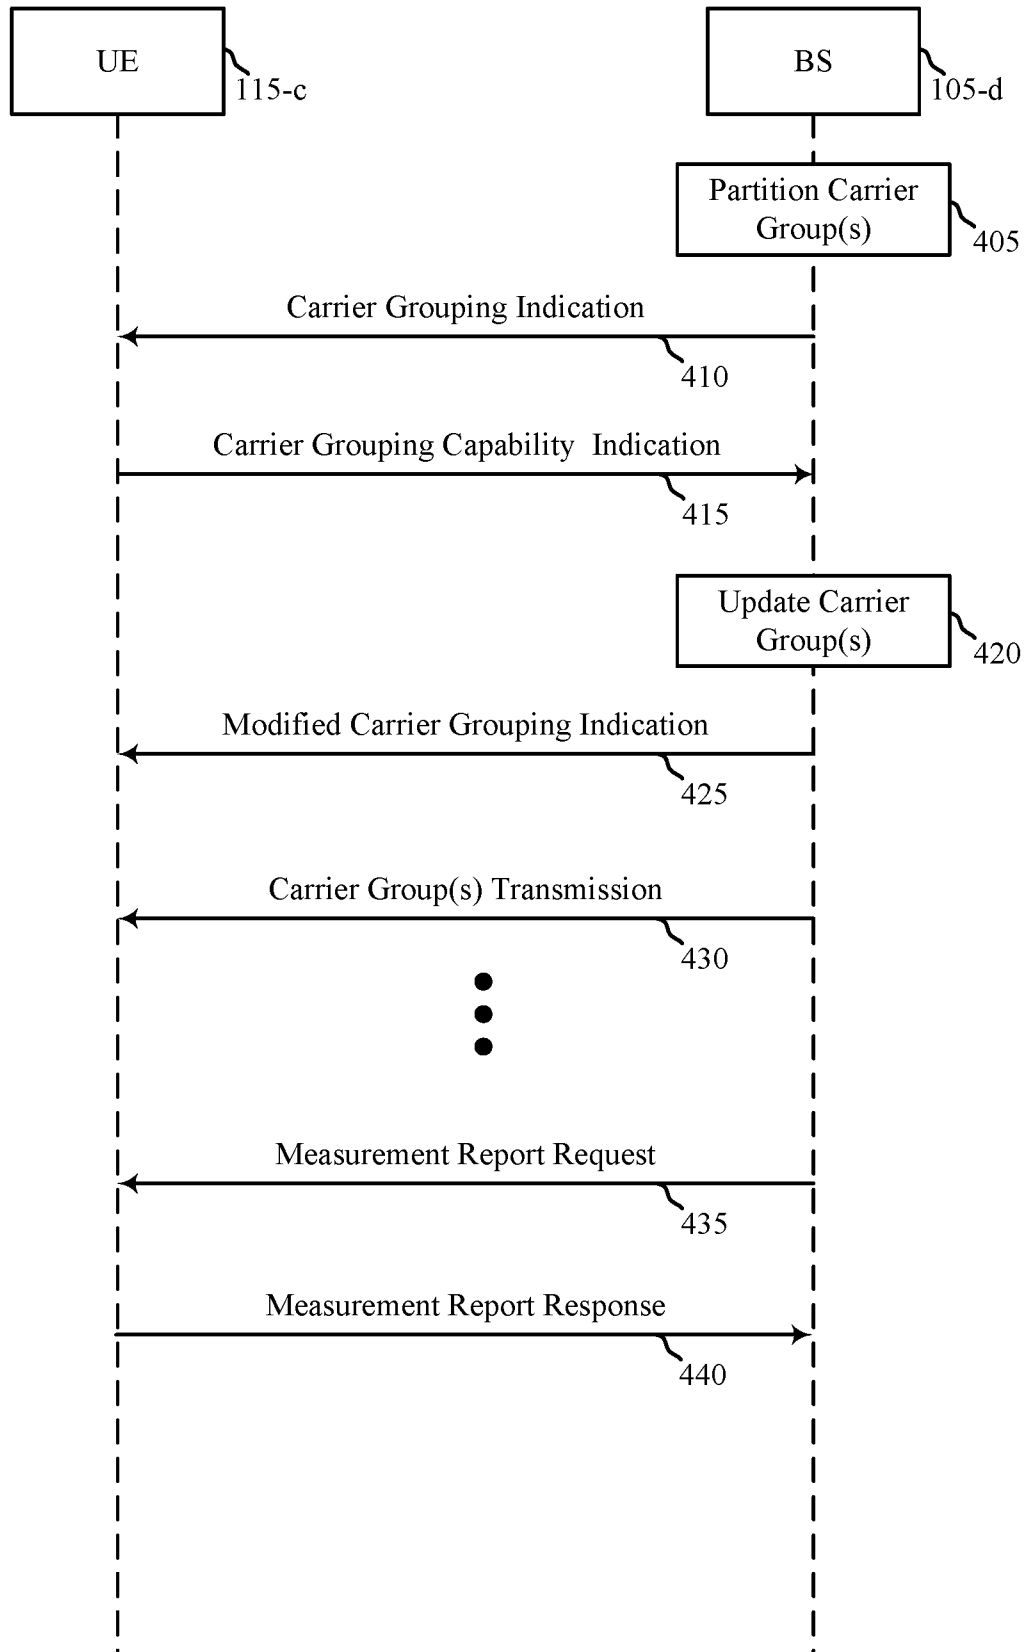 UE
115-c
BS
105-d
Partition Carrier
Group(s)
405
Carrier Grouping Indication
410
Carrier Grouping Capability  Indication
415
Update Carrier
Group(s)
420
Modified Carrier Grouping Indication
425
Carrier Group(s) Transmission
430
Measurement Report Request
435
Measurement Report Response
440